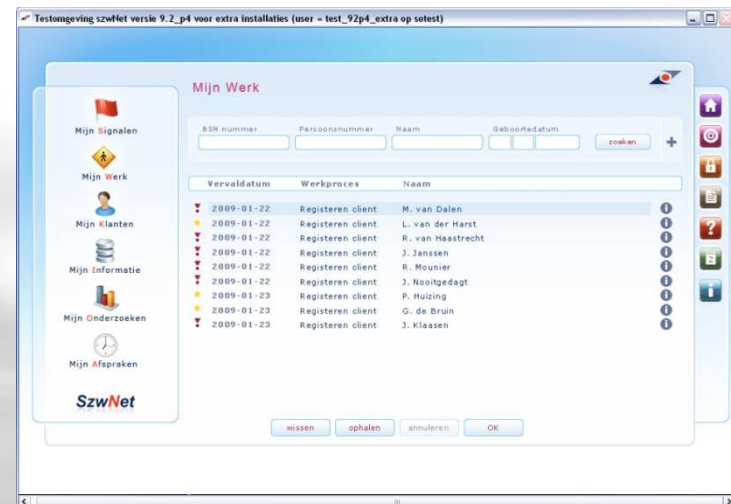 Testomgeving szwNet versie 9.2_p4 voor extra installaties (user = test_92p4_extra op sotest)
Mijn Werk
Mijn Signalen
Mijn Werk
Mijn Klanten
Mijn Informatie
Mijn Onderzoeken
Mijn Afspraken
SzwNet
BSN nummer Persoonsnummer Naam Geboortedatum
zoeken
Vervaldatum Werkproces Naam
2009-01-22 Registeren client M. van Dalen
2009-01-22 Registeren client L. van der Harst
2009-01-22 Registeren client R. van Haastrecht
2009-01-22 Registeren client J. Janssen
2009-01-22 Registeren client R. Mounier
2009-01-22 Registeren client J. Nooitgedagt
2009-01-23 Registeren client P. Huizing
2009-01-23 Registeren client G. de Bruin
2009-01-23 Registeren client J. Klaasen
wissen ophalen annuleren OK